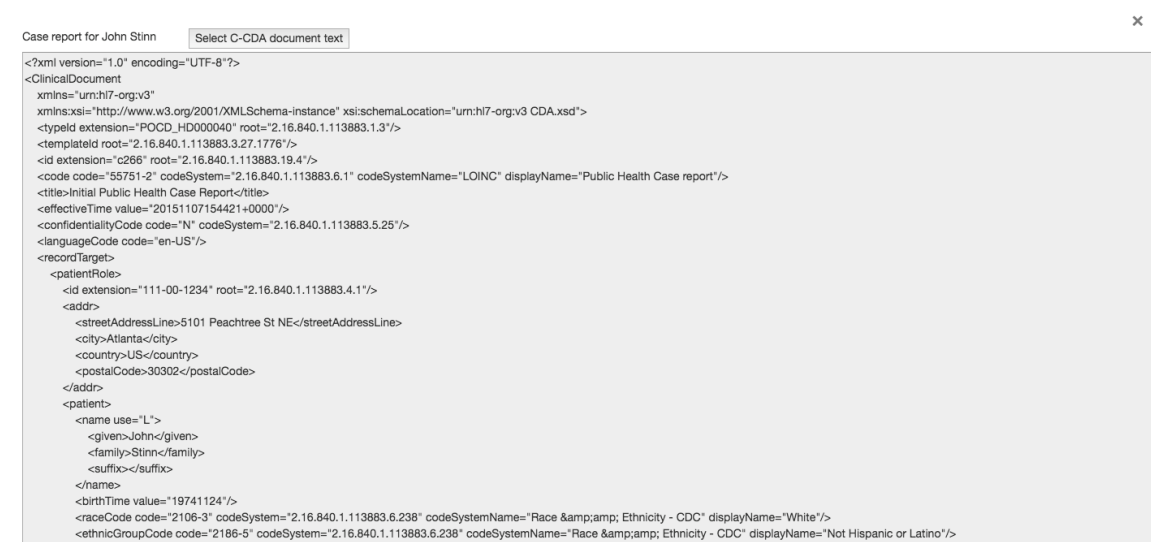 ×
Case report for John Stinn Select C-CDA document text
<?xml version="1.0" encoding="UTF-8"?>
<ClinicalDocument
xmlns="urn:hl7-org:v3"
xmlns:xsi="http://www.w3.org/2001/XMLSchema-instance" xsi:schemaLocation="urn:hl7-org:v3 CDA.xsd">
<typeId extension="POCD_HD000040" root="2.16.840.1.113883.1.3"/>
<templateId root="2.16.840.1.113883.3.27.1776"/>
<id extension="c266" root="2.16.840.1.113883.19.4"/>
<code code="55751-2" codeSystem="2.16.840.1.113883.6.1" codeSystemName="LOINC" displayName="Public Health Case report"/>
<title>Initial Public Health Case Report</title>
<effectiveTime value="20151107154421+0000"/>
<confidentialityCode code="N" codeSystem="2.16.840.1.113883.5.25"/>
<languageCode code="en-US"/>
<recordTarget>
<patientRole>
<id extension="111-00-1234" root="2.16.840.1.113883.4.1"/>
<addr>
<streetAddressLine>5101 Peachtree St NE</streetAddressLine>
<city>Atlanta</city>
<country>US</country>
<postalCode>30302</postalCode>
</addr>
<patient>
<name use="L">
<given>John</given>
<family>Stinn</family>
<suffix></suffix>
</name>
<birthTime value="19741124"/>
<raceCode code="2106-3" codeSystem="2.16.840.1.113883.6.238" codeSystemName="Race &amp;amp; Ethnicity - CDC" displayName="White"/>
<ethnicGroupCode code="2186-5" codeSystem="2.16.840.1.113883.6.238" codeSystemName="Race &amp;amp; Ethnicity - CDC" displayName="Not Hispanic or Latino"/>